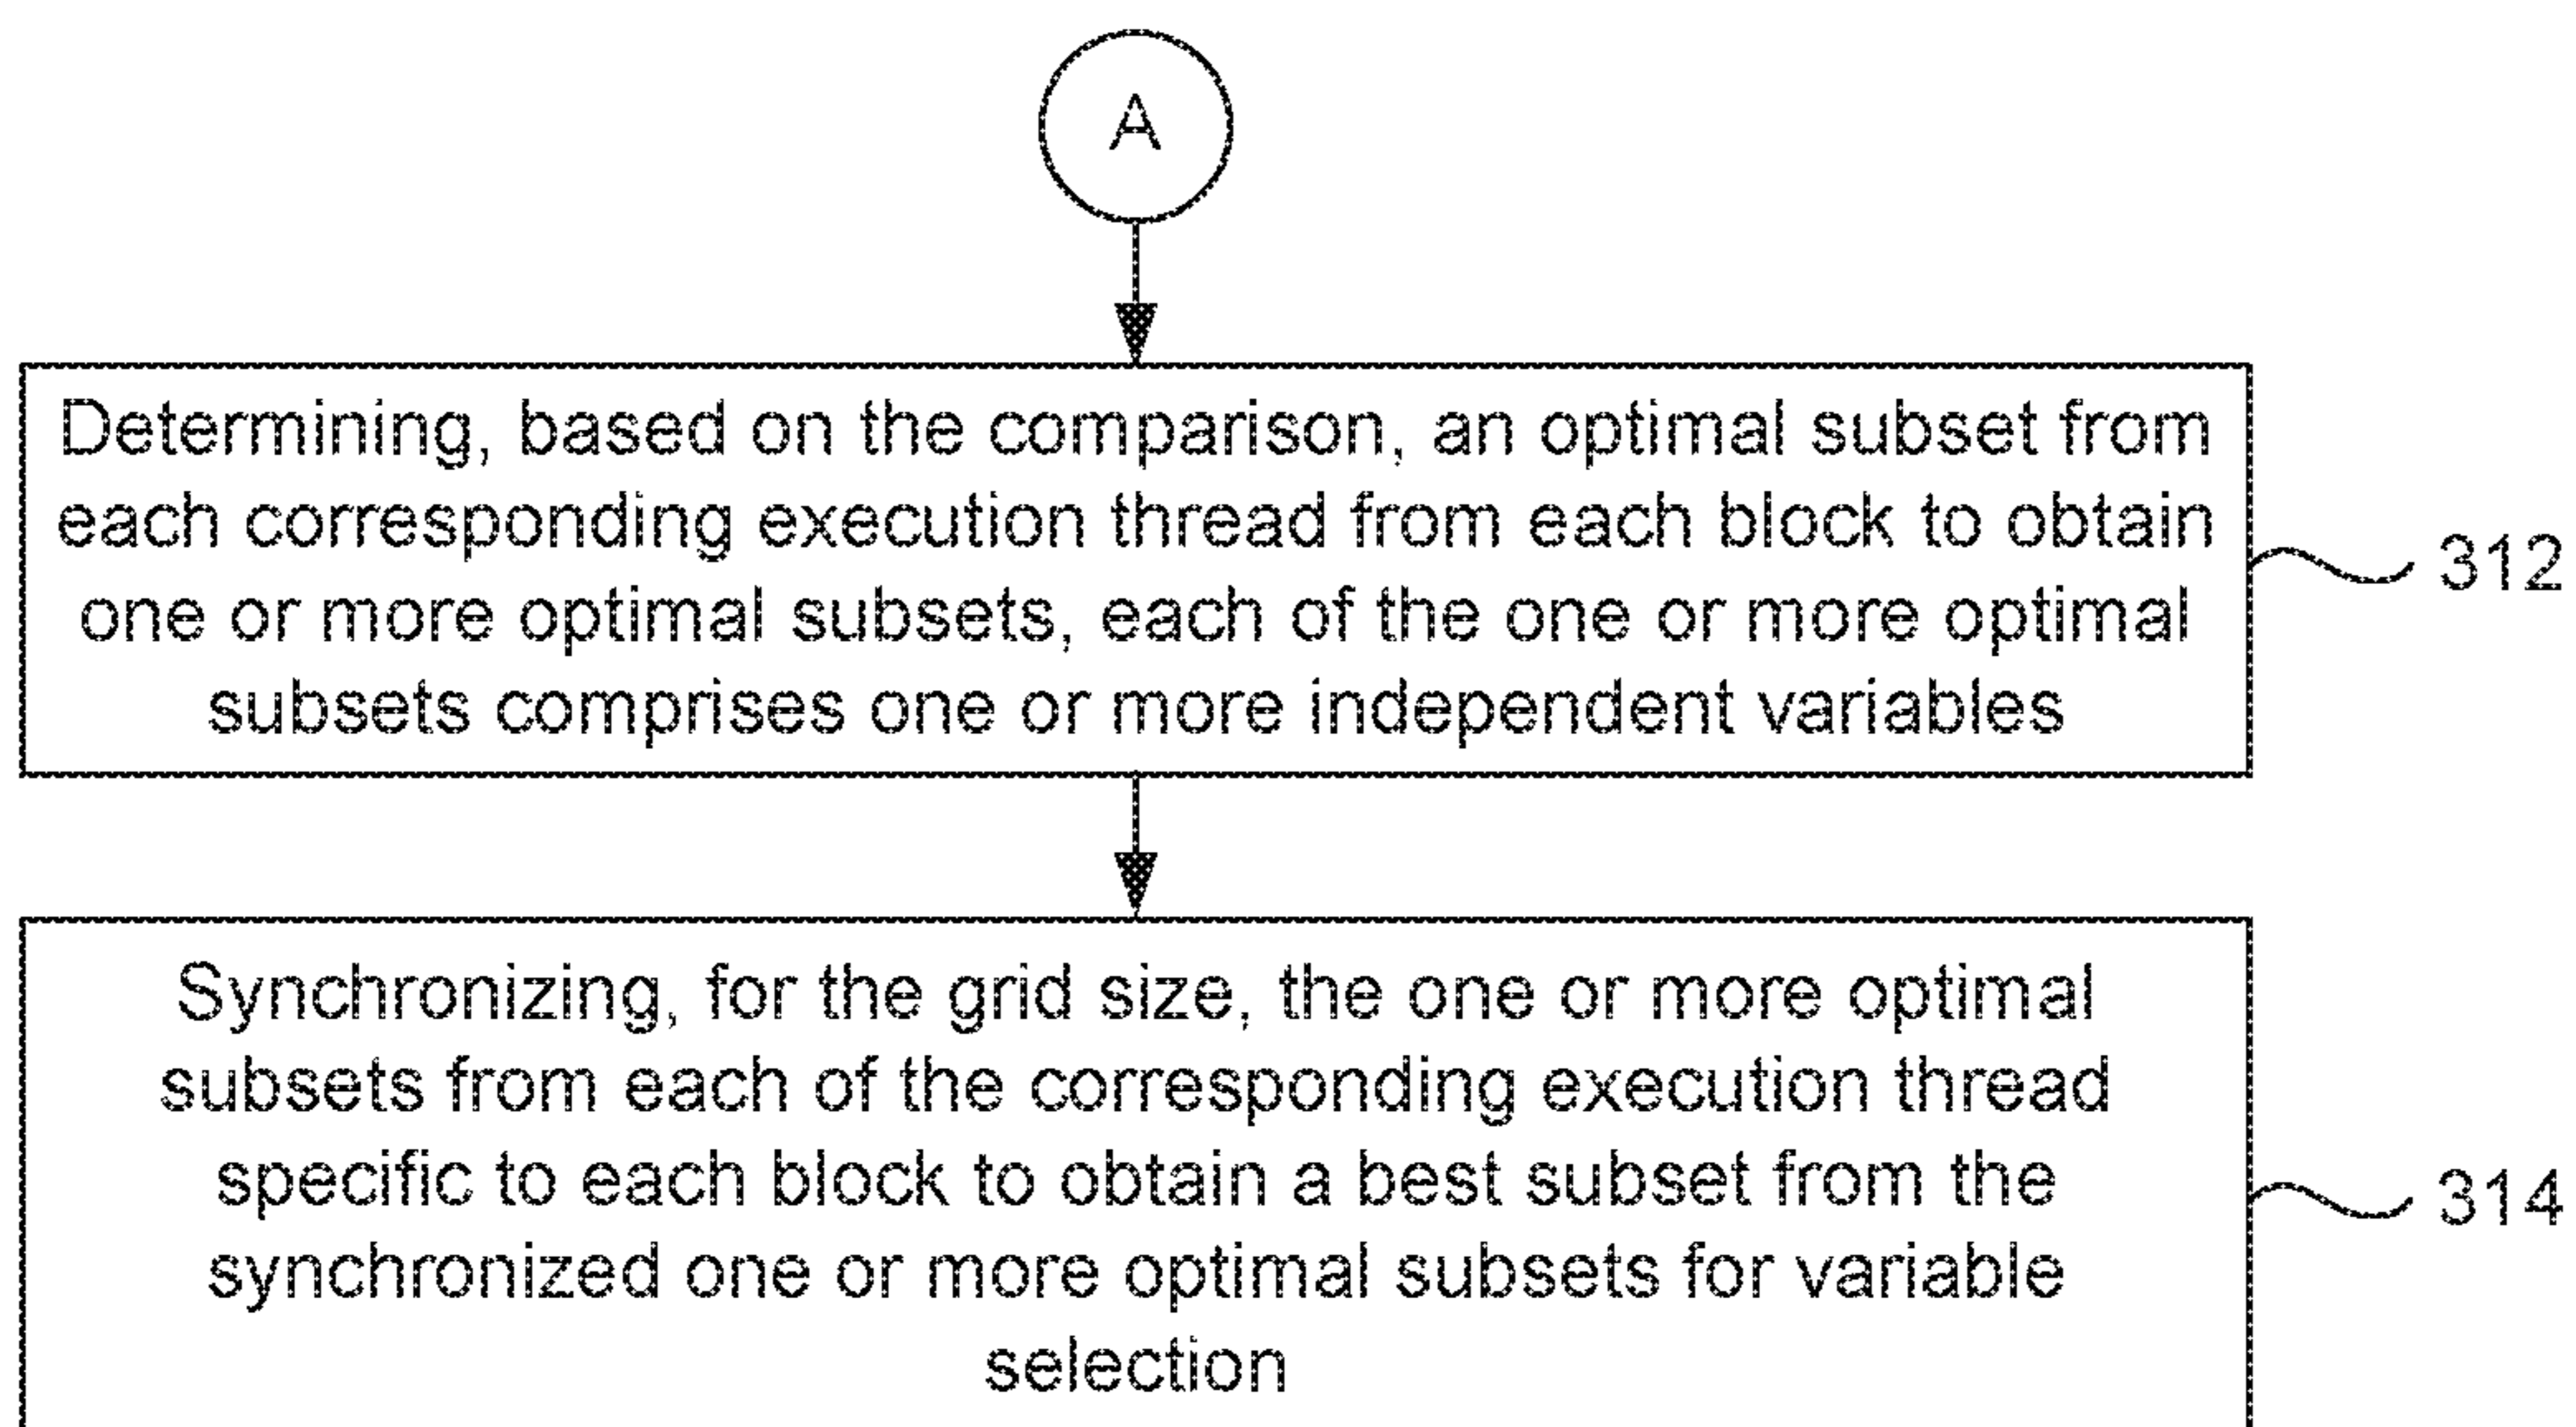 A
Determining, based on the comparison, an optimal subset from
each corresponding execution thread from each block to obtain
one or more optimal subsets, each of the one or more optimal
subsets comprises one or more independent variables
312
Synchronizing, for the grid size, the one or more optimal
subsets from each of the corresponding execution thread
specific to each block to obtain a best subset from the
synchronized one or more optimal subsets for variable
selection
314